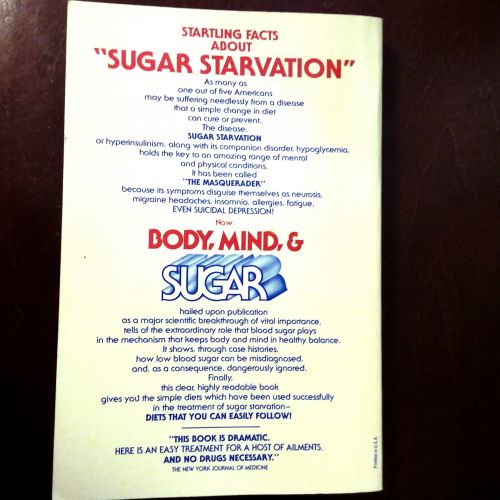 STARTLING FACTS
ABOUT
"SUGAR STARVATION"
As many as
one out of five Americans
may be suffering needlessly from a disease
that a simple change in diet
can cure or prevent.
The disease,
SUGAR STARVATION
or hyperinsulinism, along with its companion disorder, hypoglycemia,
holds the key to an amazing range of mental
and physical conditions.
It has been called
"THE MASQUERADER"
because its symptoms disguise themselves as neurosis,
migraine headaches, insomnia, allergies, fatigue,
EVEN SUICIDAL DEPRESSION!
Now
BODY, MIND, &
SUGAR
hailed upon publication
as a major scientific breakthrough of vital importance,
tells of the extraordinary role that blood sugar plays
in the mechanism that keeps body and mind in healthy balance.
It shows, through case histories,
how low blood sugar can be misdiagnosed,
and, as a consequence, dangerously ignored.
Finally,
this clear, highly readable book
gives you the simple diets which have been used successfully
in the treatment of sugar starvation—
DIETS THAT YOU CAN EASILY FOLLOW!
"THIS BOOK IS DRAMATIC.
HERE IS AN EASY TREATMENT FOR A HOST OF AILMENTS,
AND NO DRUGS NECESSARY."
THE NEW YORK JOURNAL OF MEDICINE
Printed in U.S.A.